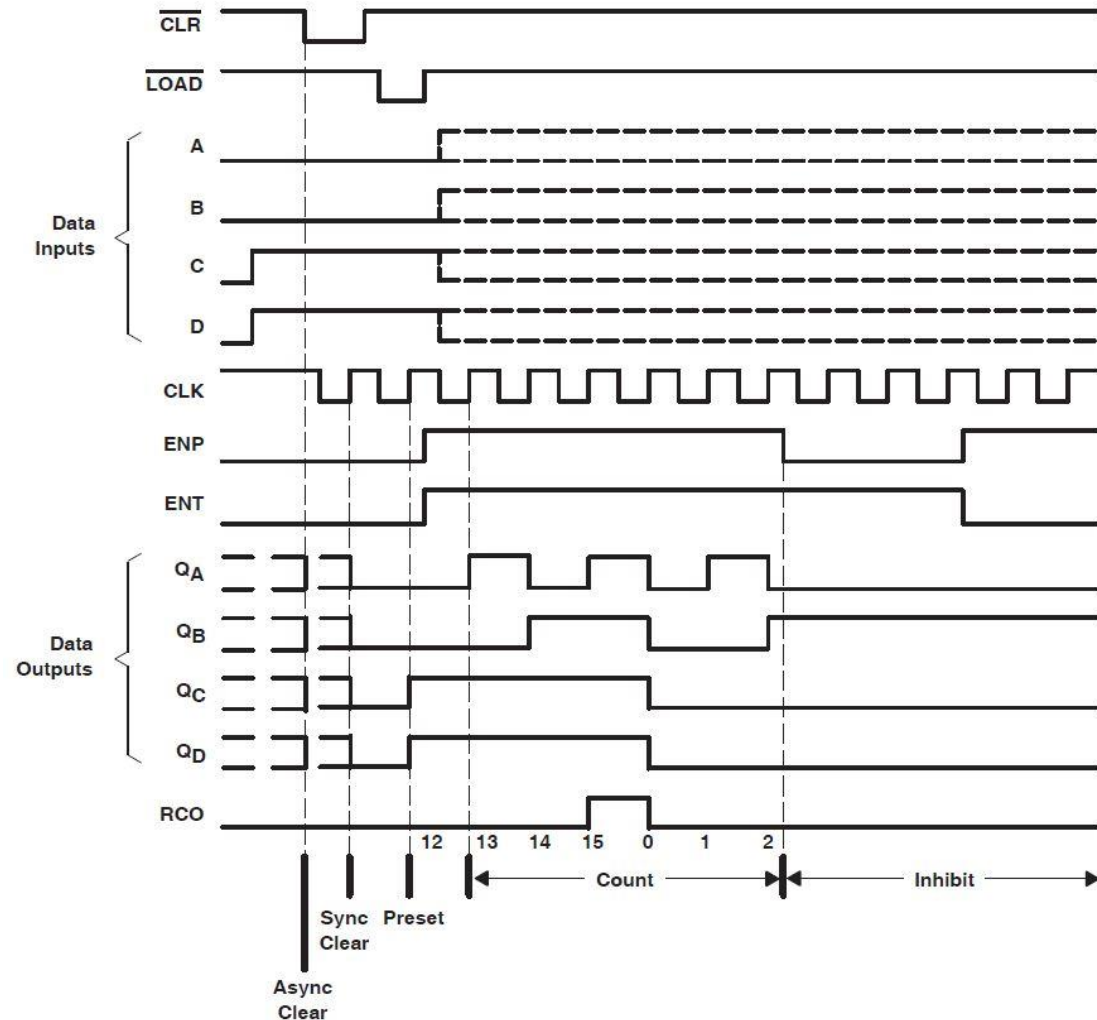 CLR
LOAD
A
B
Data
Inputs
C
D
CLK
ENP
ENT
QA
QB
Data
Outputs
QC
QD
RCO
12 13 14 15 0 1 2
Count Inhibit
Sync Preset
Clear
Async
Clear